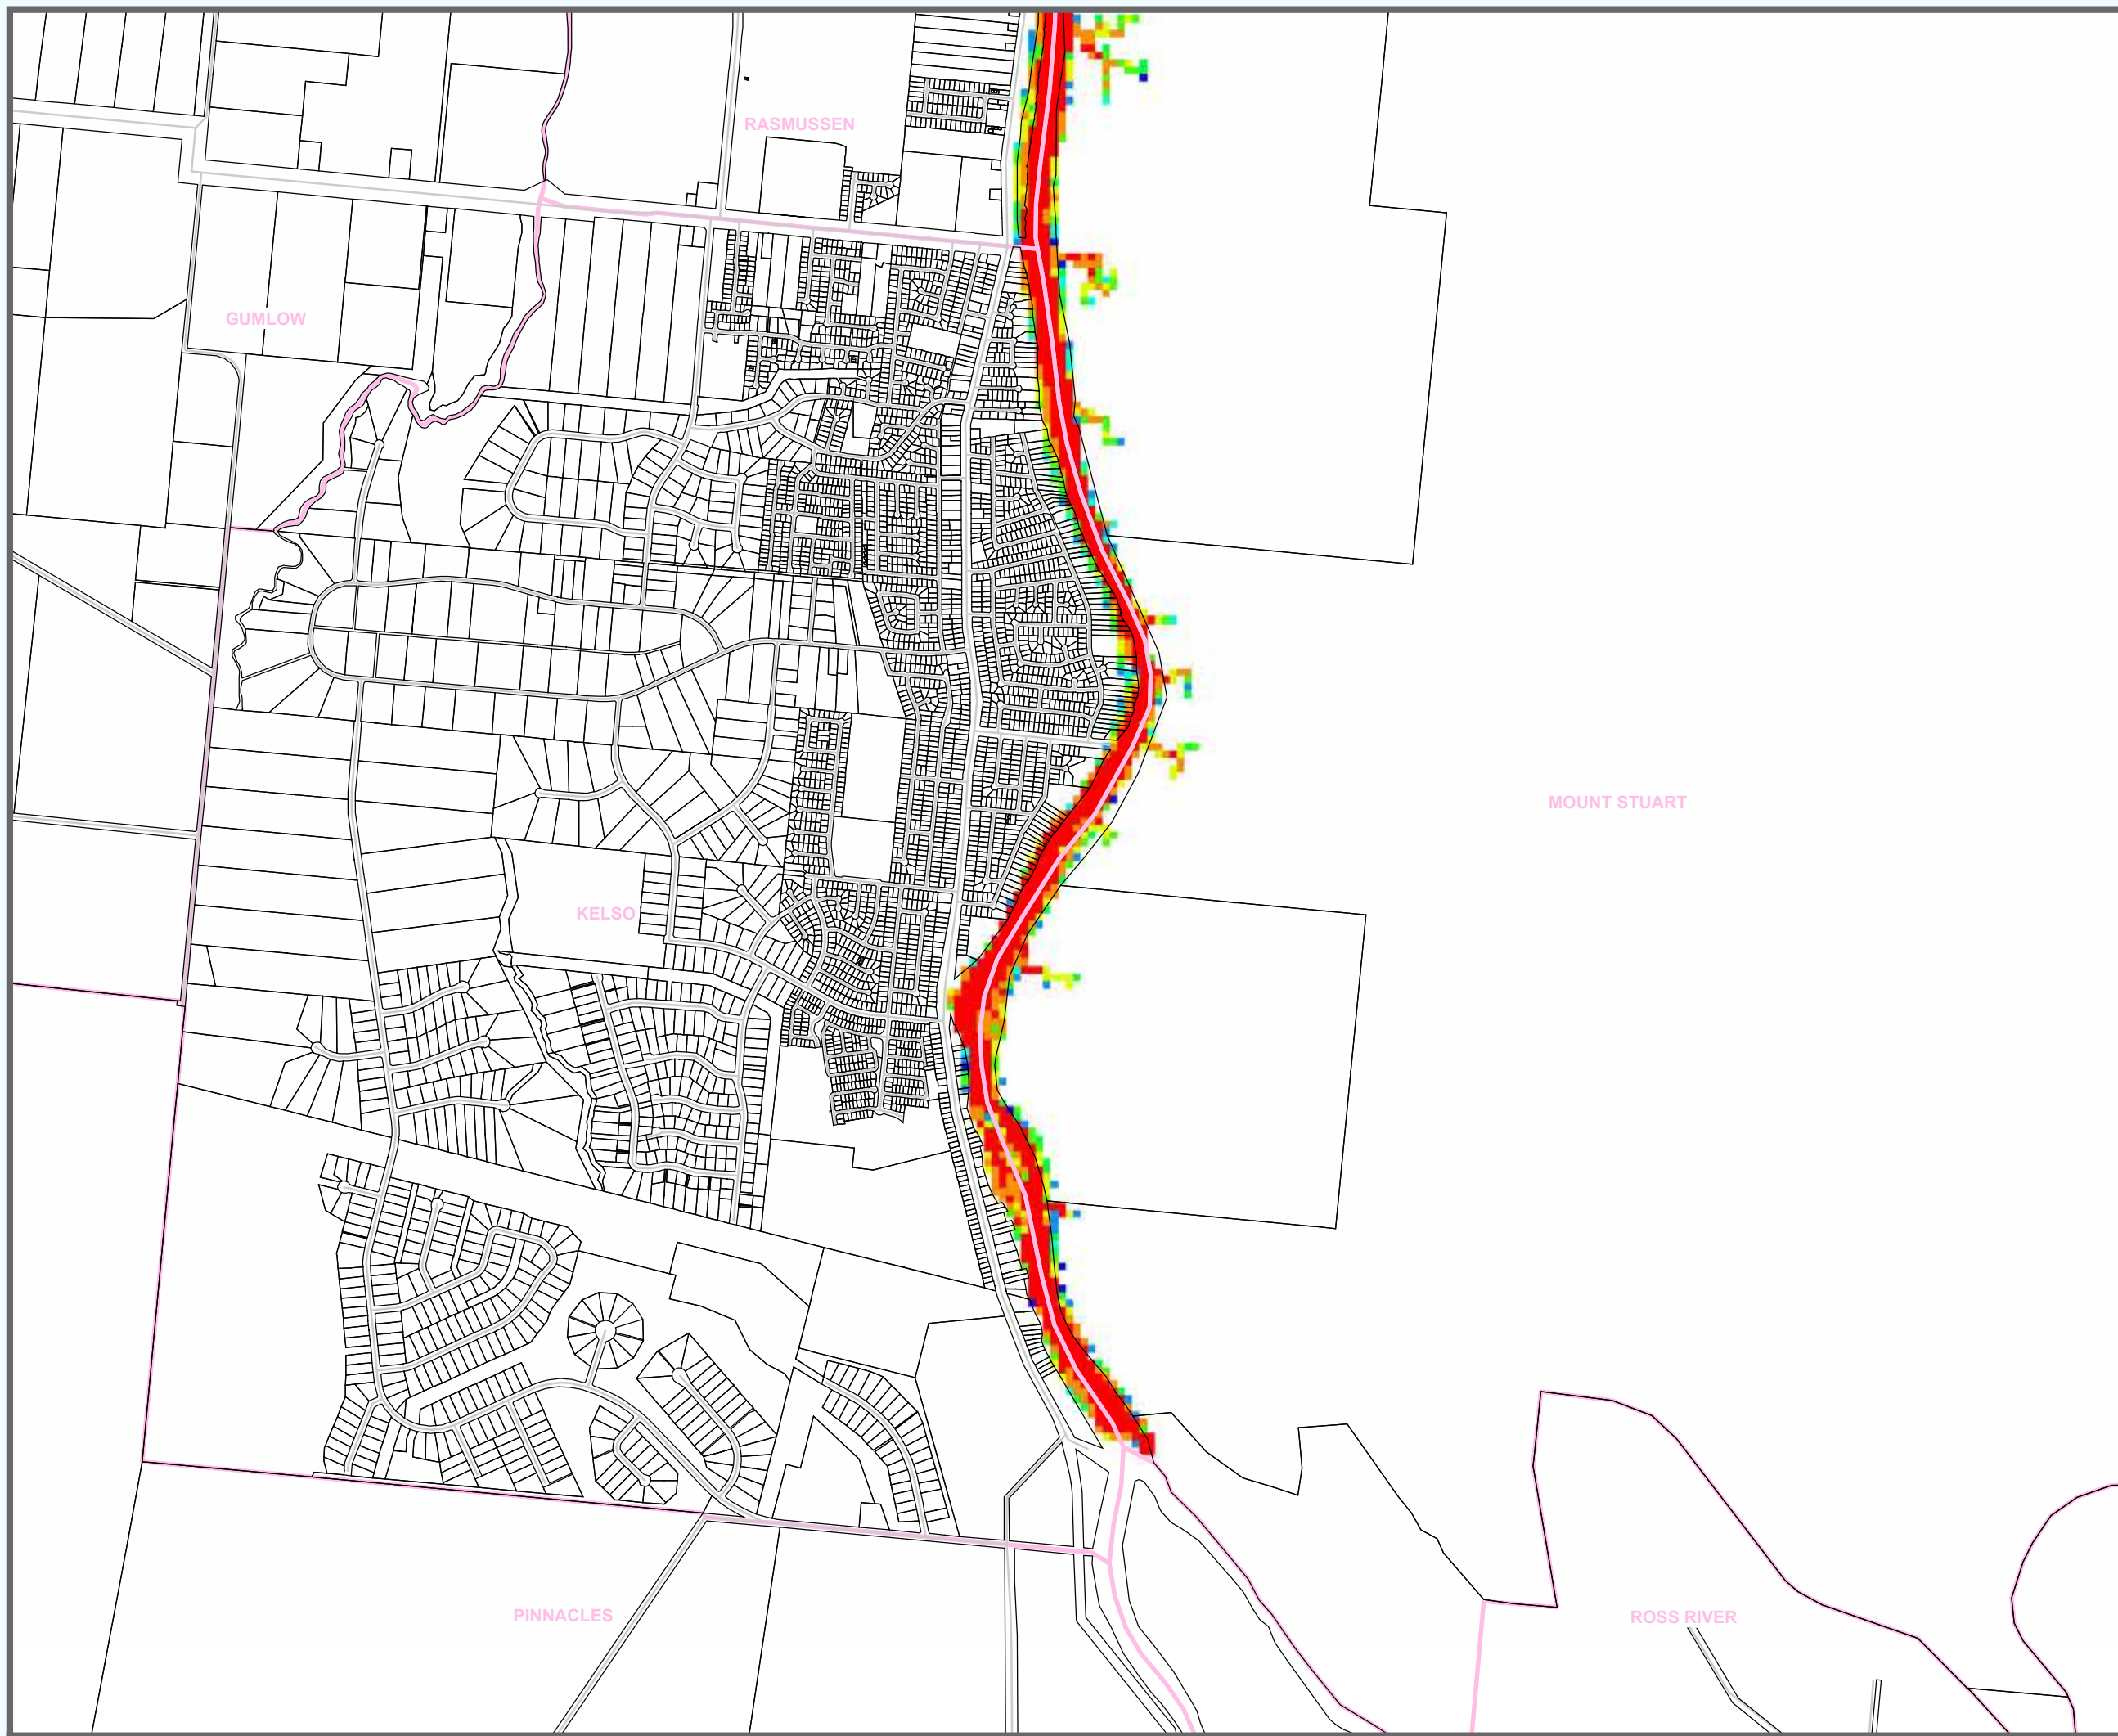 RASMUSSEN
GUMLOW
MOUNT STUART
KELSO
PINNACLES
ROSS RIVER